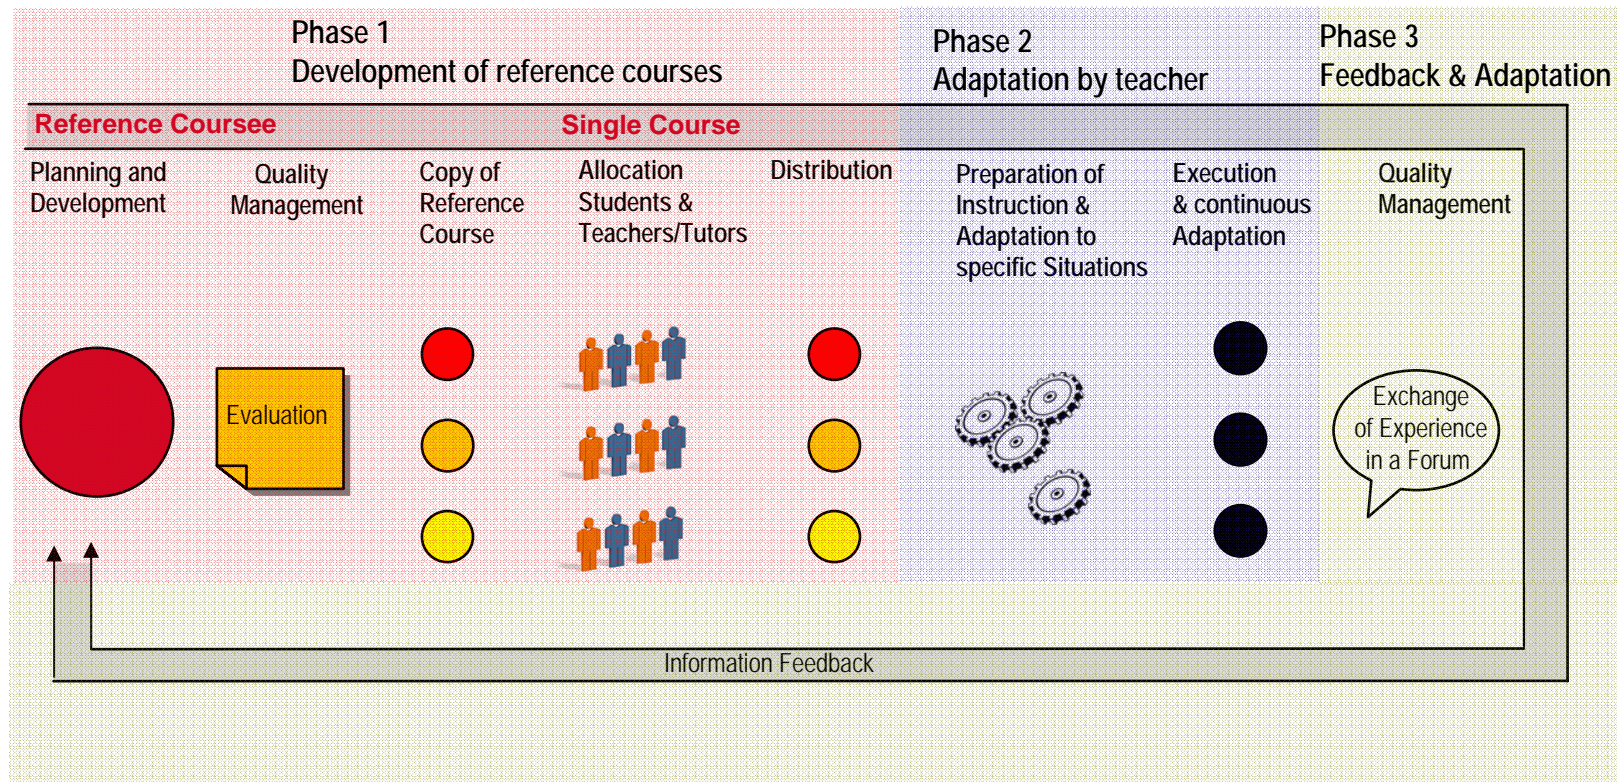 Phase 1
Development of reference courses
Phase 2
Adaptation by teacher
Phase 3
Feedback & Adaptation
Reference Coursee
Single Course
Planning and
Development
Quality
Management
Copy of
Reference
Course
Allocation
Students &
Teachers/Tutors
Distribution
Preparation of
Instruction &
Adaptation to
specific Situations
Execution
& continuous
Adaptation
Quality
Management
Evaluation
Exchange
of Experience
in a Forum
Information Feedback